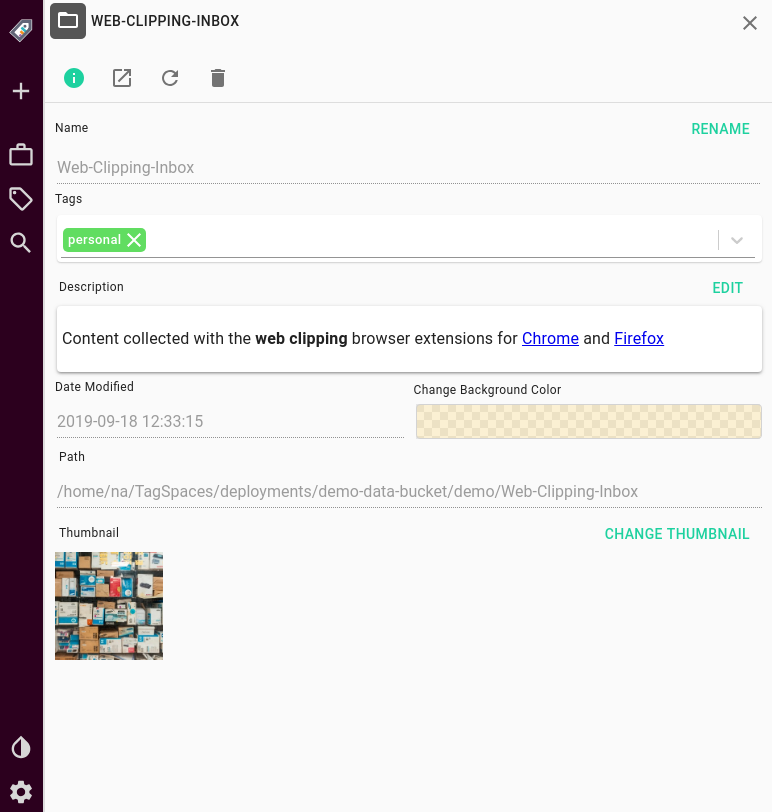 WEB-CLIPPING-INBOX
Name
RENAME
Web-Clipping-Inbox
Tags
personal
Description
EDIT
Content collected with the web clipping browser extensions for Chrome and Firefox
Date Modified
Change Background Color
2019-09-18 12:33:15
Path
/home/na/TagSpaces/deployments/demo-data-bucket/demo/Web-Clipping-Inbox
Thumbnail
CHANGE THUMBNAIL